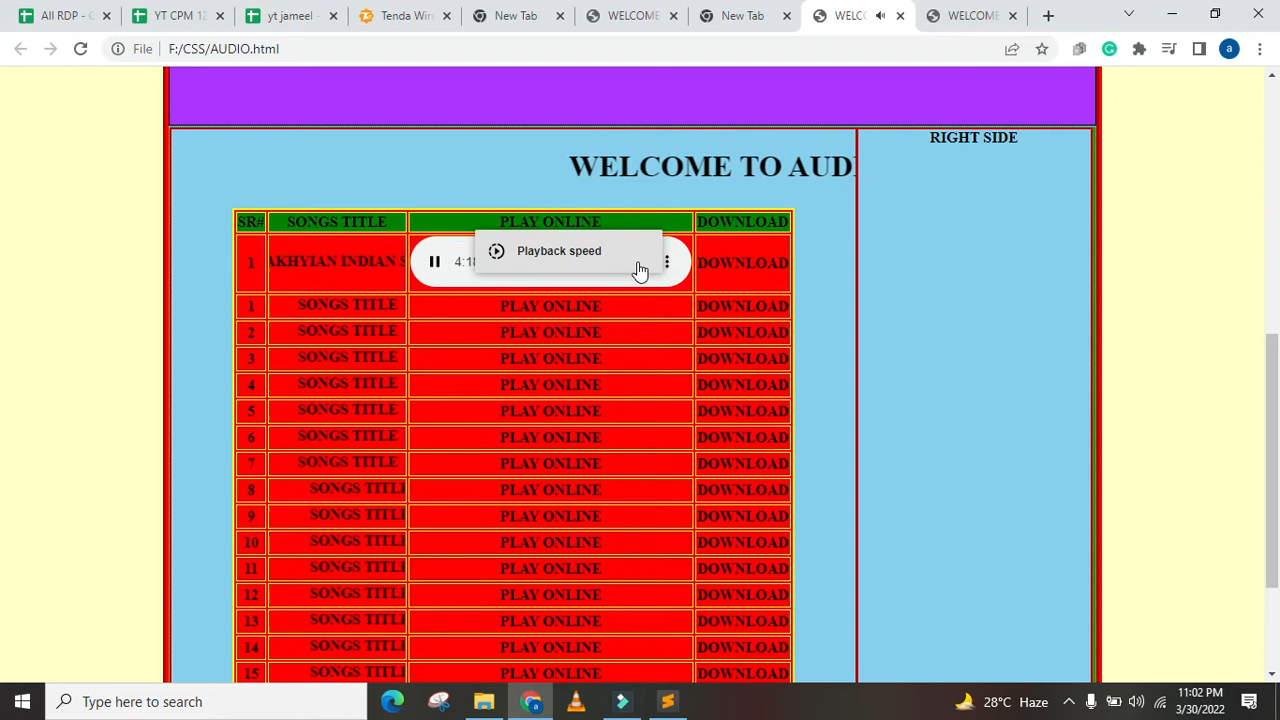 All RDP - G
YT CPM 12
yt jameel -
Tenda Wire
New Tab
WELCOME
New Tab
WELC
WELCOME
File
F:/CSS/AUDIO.html
a
RIGHT SIDE
WELCOME TO AUD
SR# SONGS TITLE PLAY ONLINE DOWNLOAD
1 AKHYIAN INDIAN S 4:18 Playback speed DOWNLOAD
1 SONGS TITLE PLAY ONLINE DOWNLOAD
2 SONGS TITLE PLAY ONLINE DOWNLOAD
3 SONGS TITLE PLAY ONLINE DOWNLOAD
4 SONGS TITLE PLAY ONLINE DOWNLOAD
5 SONGS TITLE PLAY ONLINE DOWNLOAD
6 SONGS TITLE PLAY ONLINE DOWNLOAD
7 SONGS TITLE PLAY ONLINE DOWNLOAD
8 SONGS TITL PLAY ONLINE DOWNLOAD
9 SONGS TITL PLAY ONLINE DOWNLOAD
10 SONGS TITL PLAY ONLINE DOWNLOAD
11 SONGS TITL PLAY ONLINE DOWNLOAD
12 SONGS TITL PLAY ONLINE DOWNLOAD
13 SONGS TITL PLAY ONLINE DOWNLOAD
14 SONGS TITL PLAY ONLINE DOWNLOAD
15 SONGS TITL PLAY ONLINE DOWNLOAD
Type here to search
28°C Haze
11:02 PM
3/30/2022